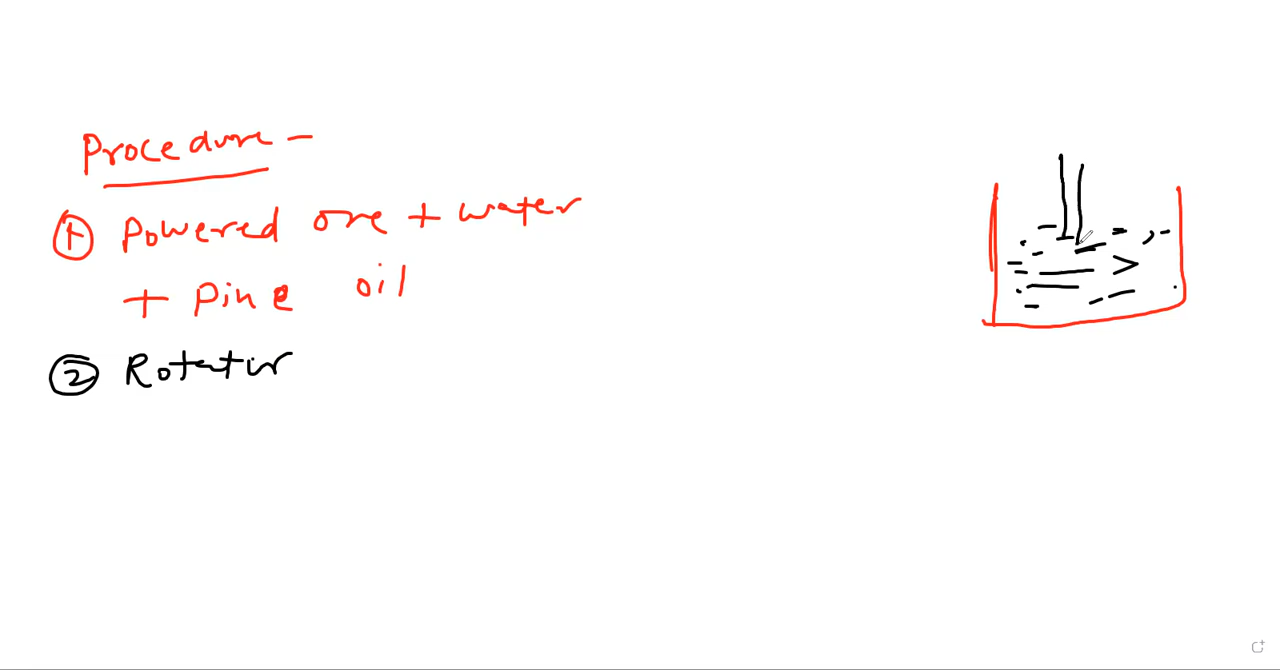 Procedure -
① Powered ore + water
+ pine oil
② Rotatir